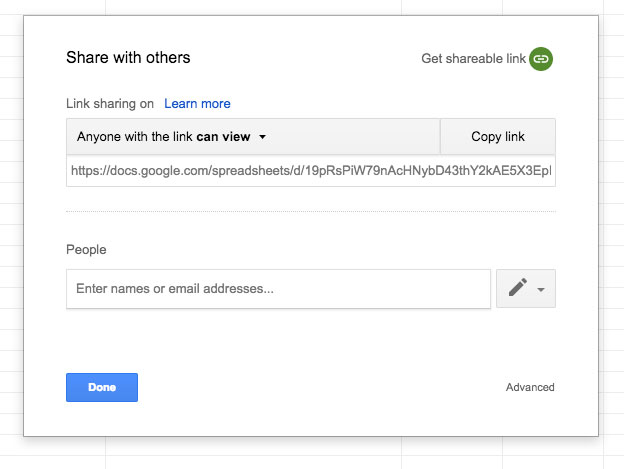 Share with others
Get shareable link
Link sharing on Learn more
Anyone with the link can view
Copy link
https://docs.google.com/spreadsheets/d/19pRsPiW79nAcHNybD43thY2kAE5X3EpI
People
Enter names or email addresses...
Done
Advanced